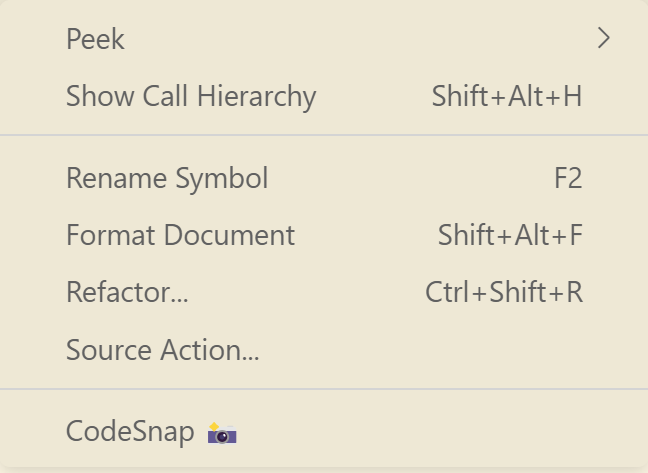 Peek
Show Call Hierarchy Shift+Alt+H
Rename Symbol F2
Format Document Shift+Alt+F
Refactor... Ctrl+Shift+R
Source Action...
CodeSnap 📸